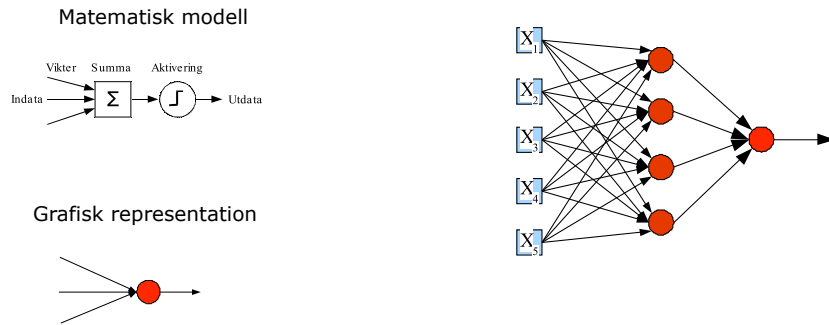 Matematisk modell
Vikter Summa Aktivering
Indata Σ Utdata
Grafisk representation
[X₁]
[X₂]
[X₃]
[X₄]
[X₅]